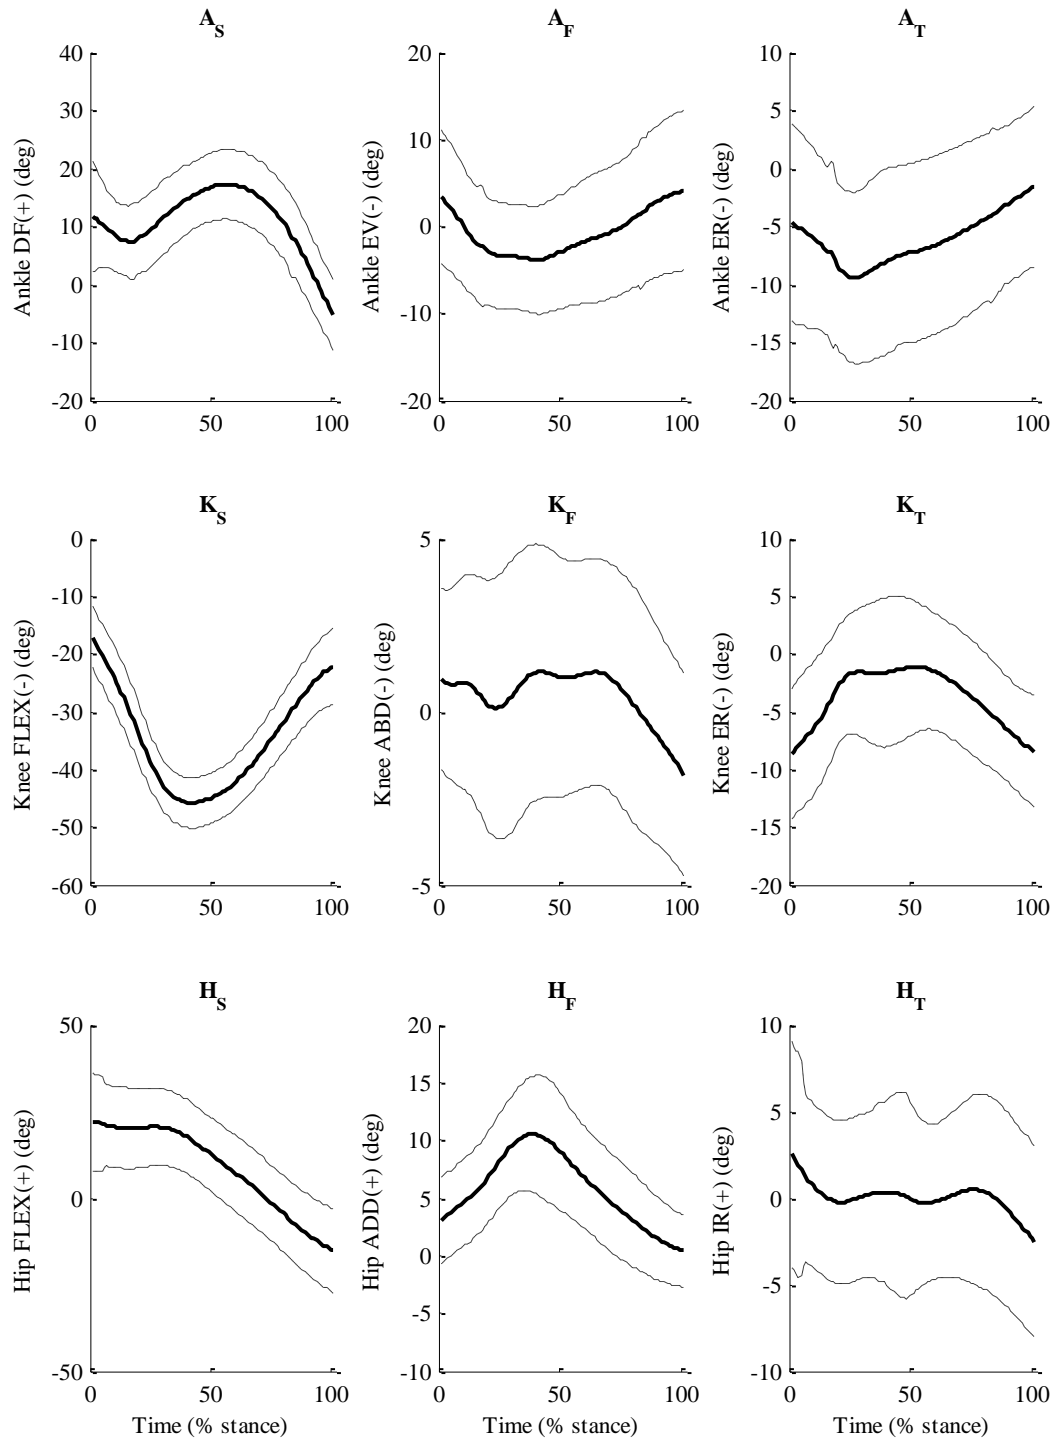 A_S
A_F
A_T
40
30
20
10
0
-10
-20
Ankle DF(+) (deg)
0 50 100
20
10
0
-10
-20
Ankle EV(-) (deg)
0 50 100
10
5
0
-5
-10
-15
-20
Ankle ER(-) (deg)
0 50 100
K_S
K_F
K_T
0
-10
-20
-30
-40
-50
-60
Knee FLEX(-) (deg)
0 50 100
5
0
-5
Knee ABD(-) (deg)
0 50 100
10
5
0
-5
-10
-15
-20
Knee ER(-) (deg)
0 50 100
H_S
H_F
H_T
50
0
-50
Hip FLEX(+) (deg)
0 50 100
Time (% stance)
20
15
10
5
0
-5
-10
Hip ADD(+) (deg)
0 50 100
Time (% stance)
10
5
0
-5
-10
Hip IR(+) (deg)
0 50 100
Time (% stance)